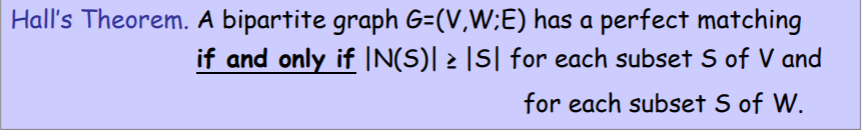 Hall's Theorem. A bipartite graph G=(V,W;E) has a perfect matching
if and only if |N(S)| ≥ |S| for each subset S of V and
for each subset S of W.